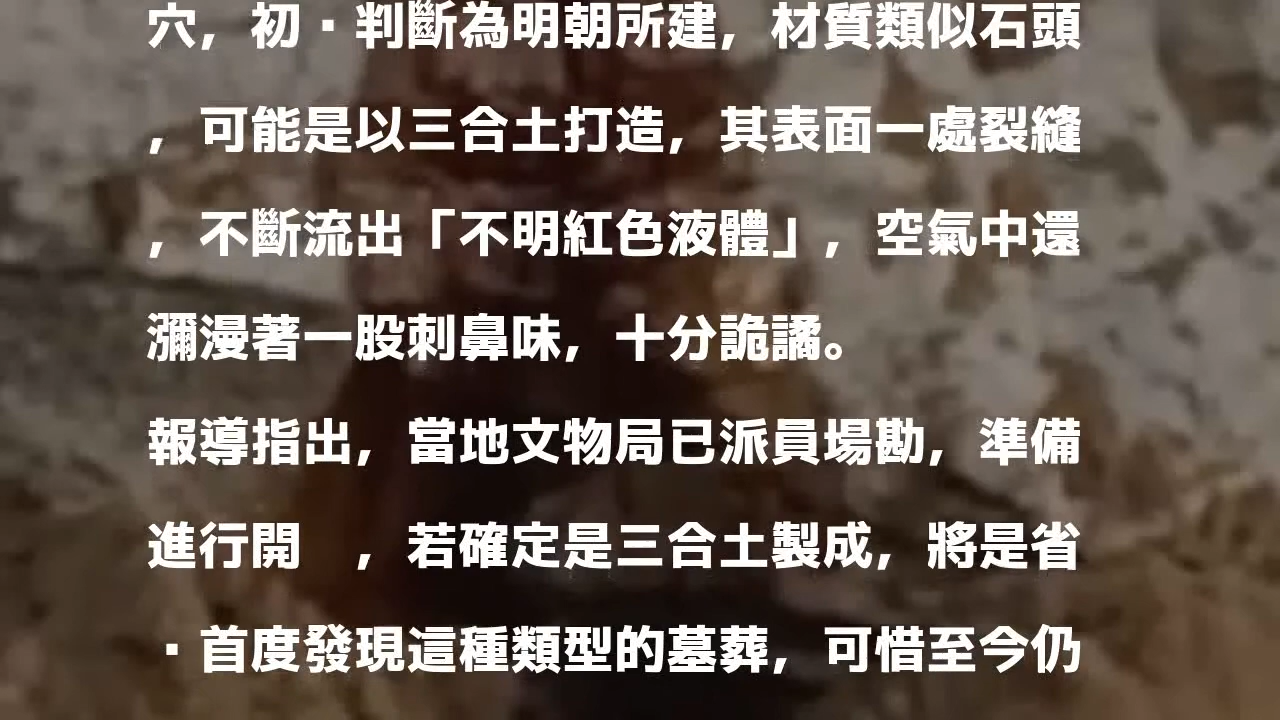 穴，初·判斷為明朝所建，材質類似石頭
，可能是以三合土打造，其表面一處裂縫
，不斷流出「不明紅色液體」，空氣中還
瀰漫著一股刺鼻味，十分詭譎。
報導指出，當地文物局已派員場勘，準備
進行開　，若確定是三合土製成，將是省
·首度發現這種類型的墓葬，可惜至今仍